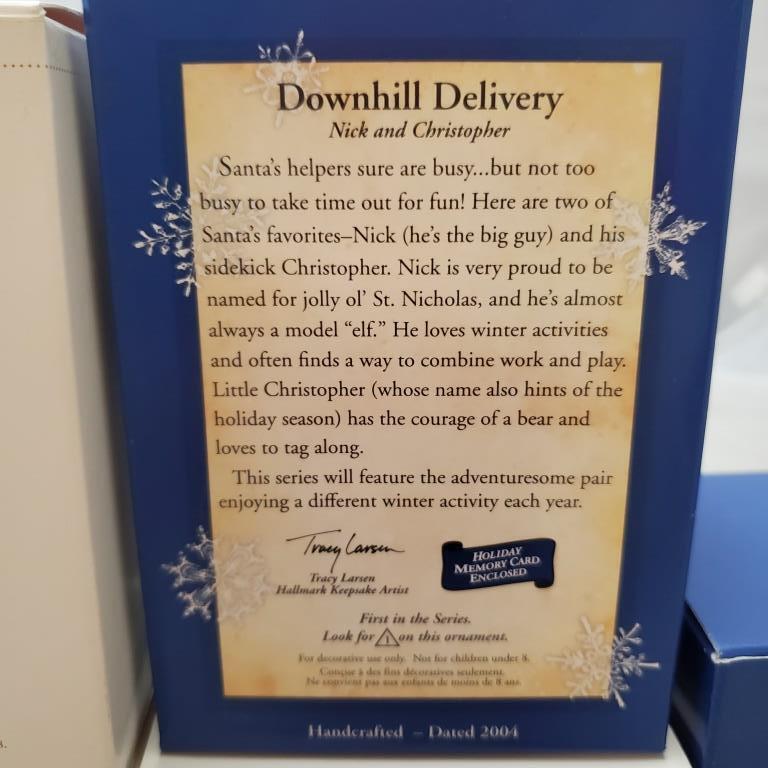 Downhill Delivery
Nick and Christopher
Santa's helpers sure are busy...but not too
busy to take time out for fun! Here are two of
Santa's favorites–Nick (he's the big guy) and his
sidekick Christopher. Nick is very proud to be
named for jolly ol' St. Nicholas, and he's almost
always a model “elf.” He loves winter activities
and often finds a way to combine work and play.
Little Christopher (whose name also hints of the
holiday season) has the courage of a bear and
loves to tag along.
This series will feature the adventuresome pair
enjoying a different winter activity each year.
Tracy Larsen
Tracy Larsen
Hallmark Keepsake Artist
HOLIDAY
MEMORY CARD
ENCLOSED
First in the Series.
Look for 1 on this ornament.
For decorative use only. Not for children under 8.
Conçue à des fins décoratives seulement.
Ne convient pas aux enfants de moins de 8 ans.
Handcrafted – Dated 2004